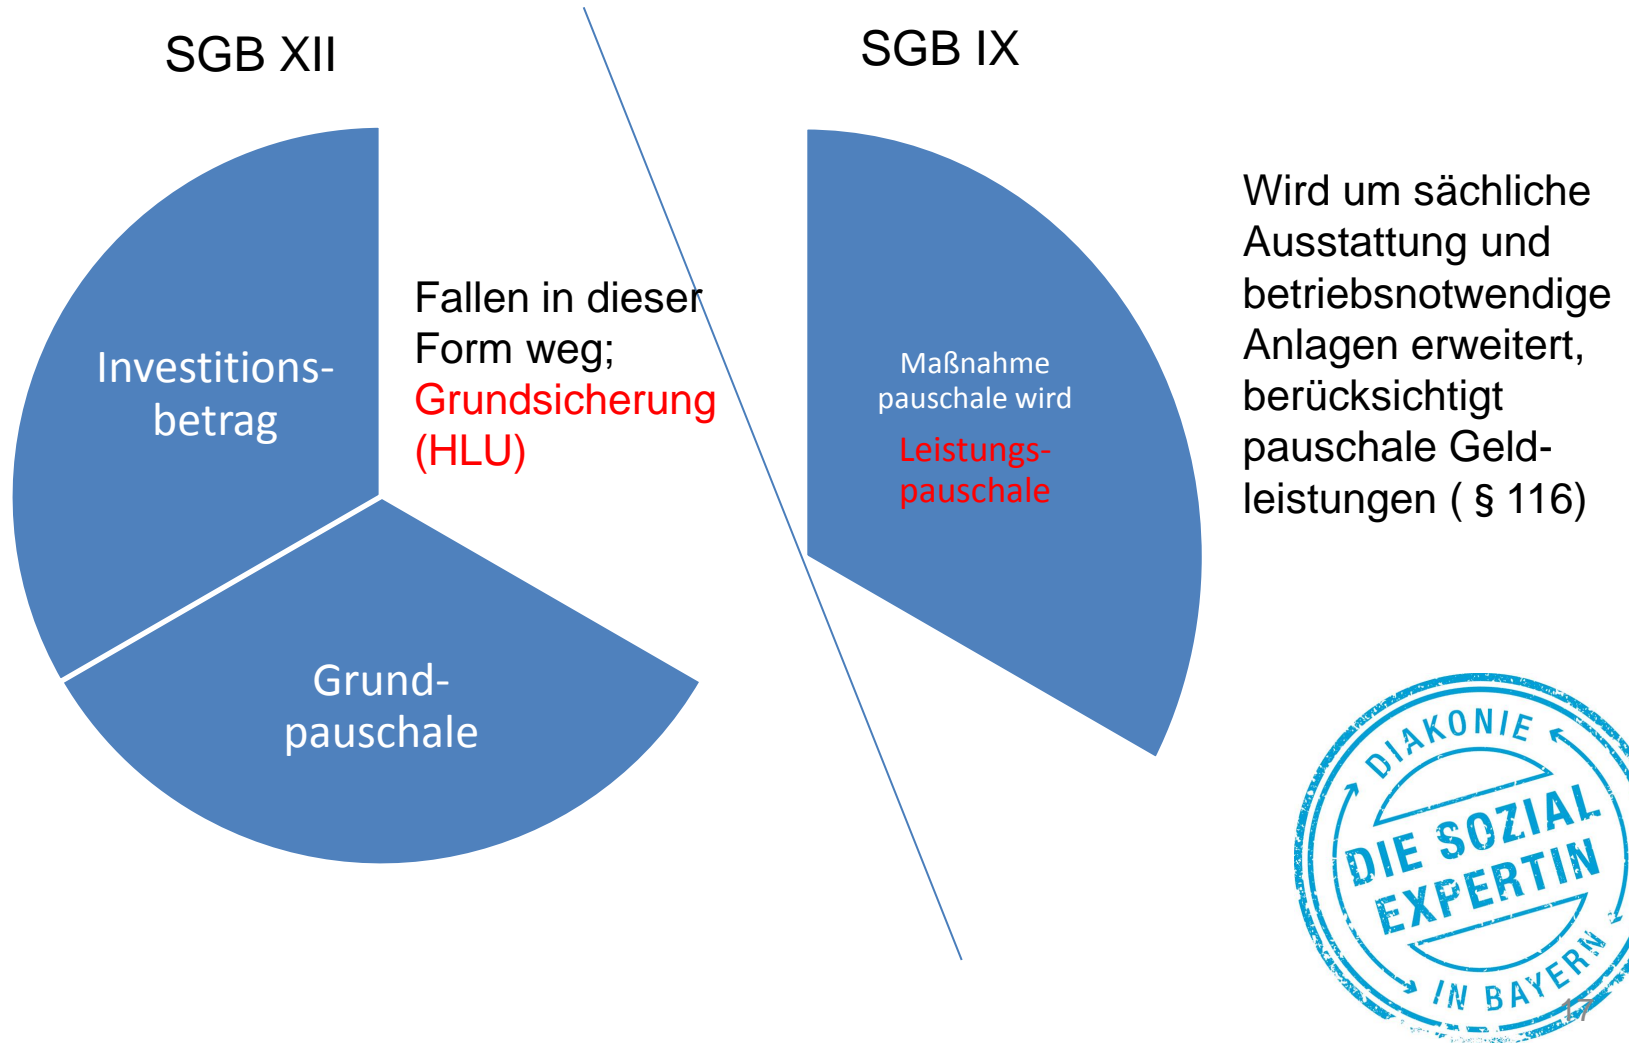 SGB XII
Investitions-
betrag
Grund-
pauschale
Fallen in dieser
Form weg;
Grundsicherung
(HLU)
SGB IX
Maßnahme
pauschale wird
Leistungs-
pauschale
Wird um sächliche
Ausstattung und
betriebsnotwendige
Anlagen erweitert,
berücksichtigt
pauschale Geld-
leistungen ( § 116)
DIAKONIE
DIE SOZIAL
EXPERTIN
IN BAYERN
17